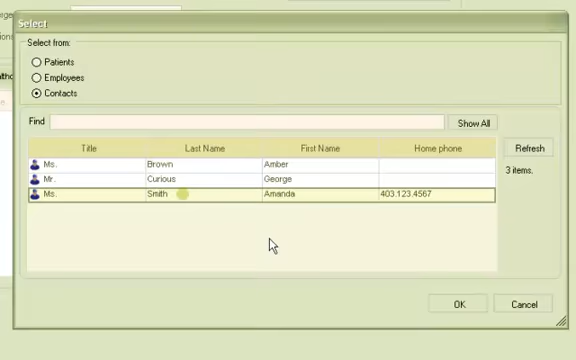 Select
Select from:
Patients
Employees
Contacts
Find
Show All
Title Last Name First Name Home phone
Refresh
Ms. Brown Amber
3 items.
Mr. Curious George
Ms. Smith Amanda 403.123.4567
OK Cancel